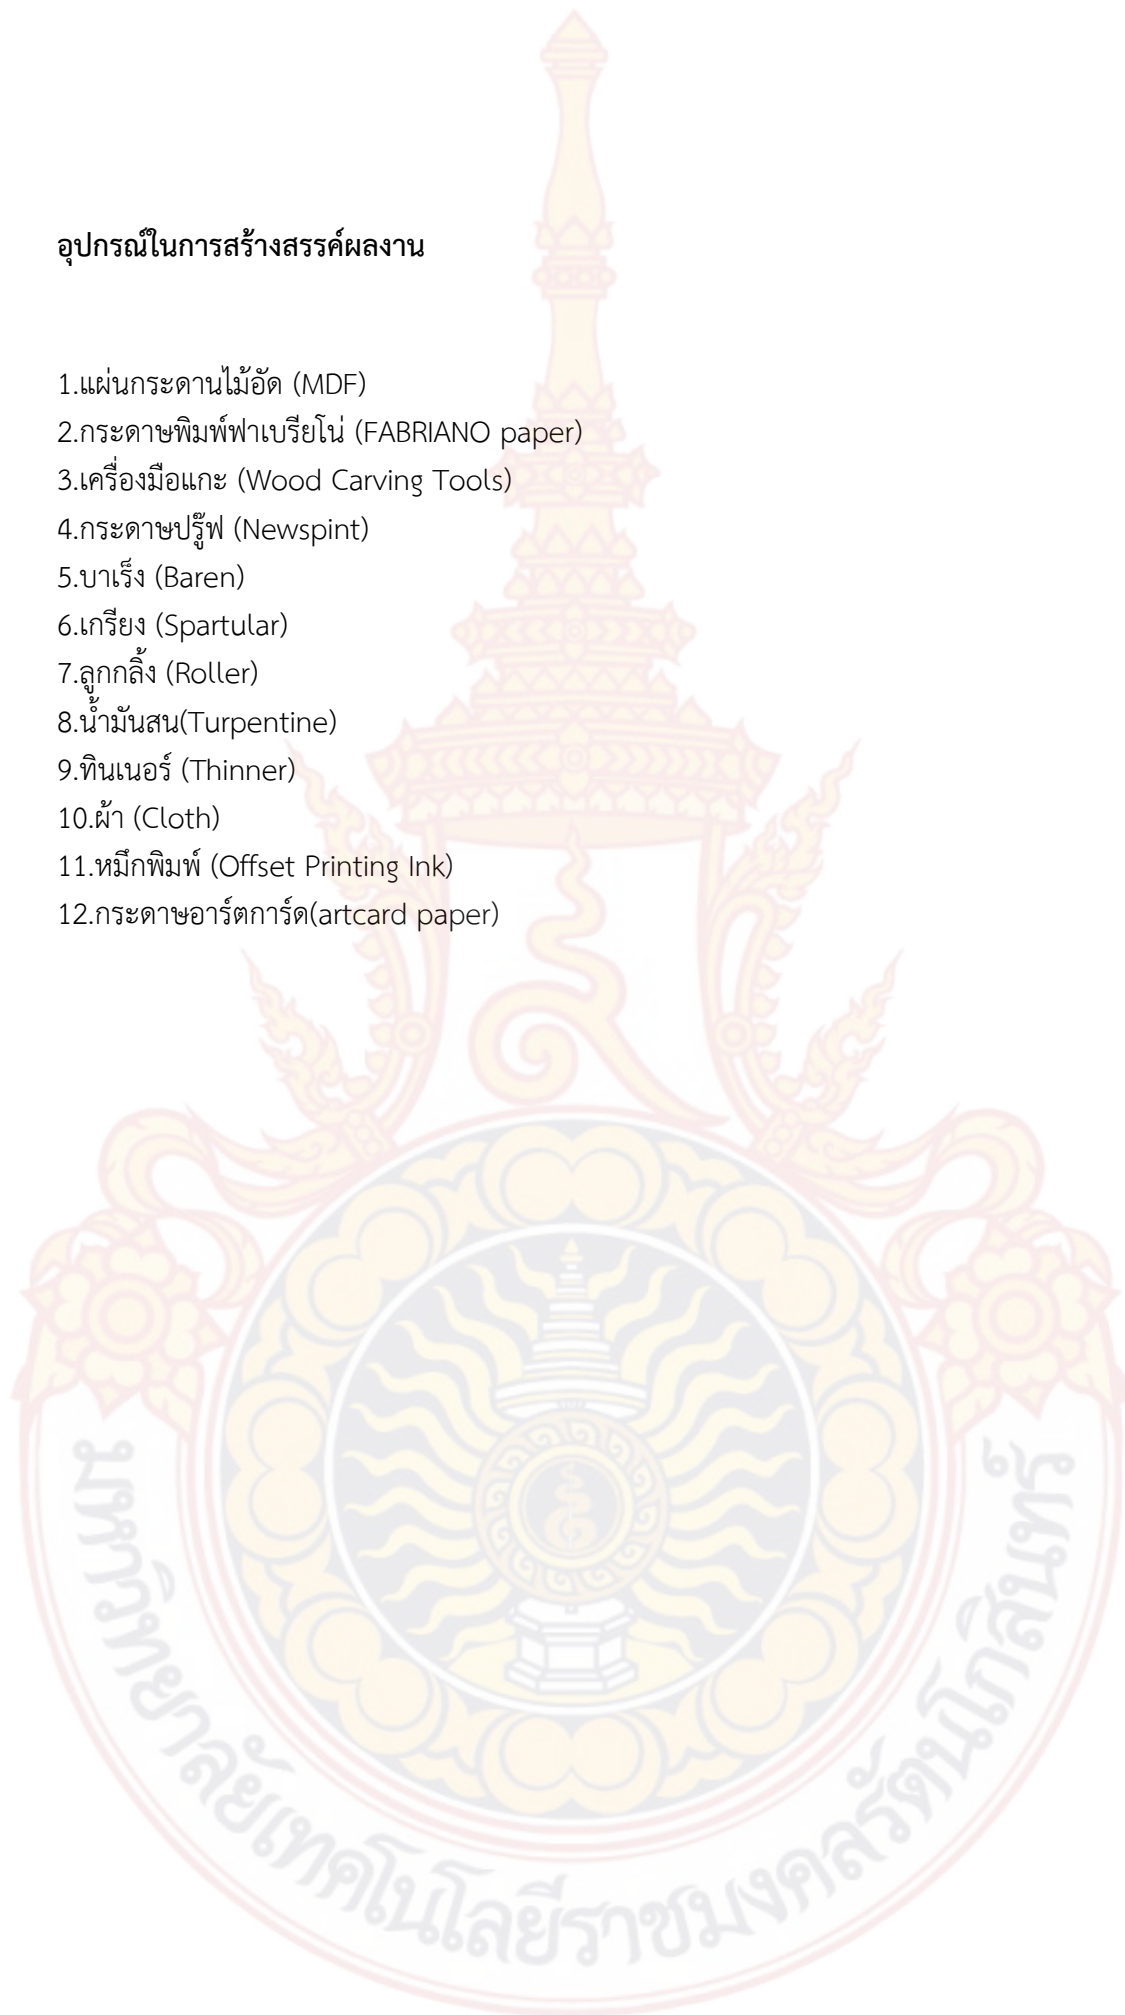 อุปกรณ์ในการสร้างสรรค์ผลงาน
1.แผ่นกระดานไม้อัด (MDF)
2.กระดาษพิมพ์ฟาเบรียโน่ (FABRIANO paper)
3.เครื่องมือแกะ (Wood Carving Tools)
4.กระดาษปรู๊ฟ (Newspint)
5.บาเร็ง (Baren)
6.เกรียง (Spartular)
7.ลูกกลิ้ง (Roller)
8.น้ำมันสน(Turpentine)
9.ทินเนอร์ (Thinner)
10.ผ้า (Cloth)
11.หมึกพิมพ์ (Offset Printing Ink)
12.กระดาษอาร์ตการ์ด(artcard paper)
มหาวิทยาลัยเทคโนโลยีราชมงคลรัตนโกสินทร์